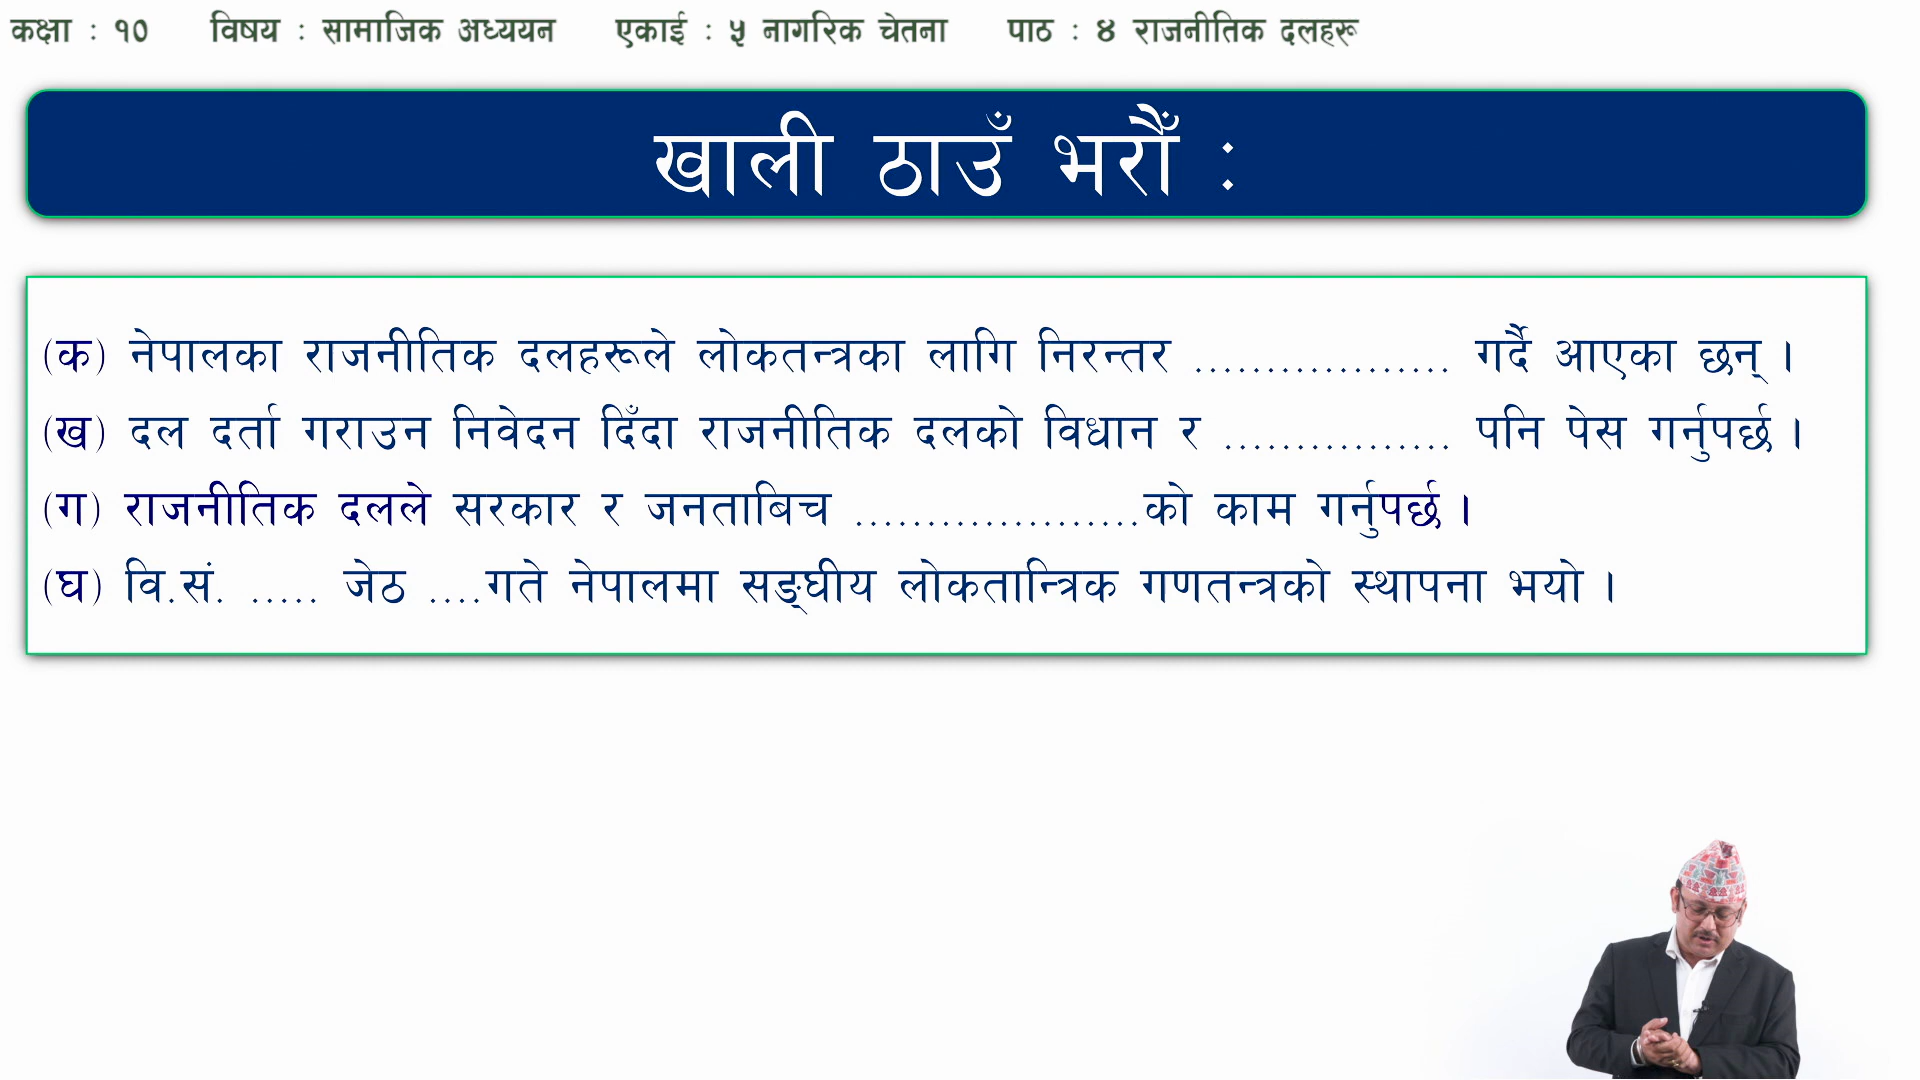 कक्षा : १० विषय : सामाजिक अध्ययन एकाई : ५ नागरिक चेतना पाठ : ४ राजनीतिक दलहरू
खाली ठाउँ भरौँ :
(क) नेपालका राजनीतिक दलहरूले लोकतन्त्रका लागि निरन्तर .................. गर्दै आएका छन् ।
(ख) दल दर्ता गराउन निवेदन दिँदा राजनीतिक दलको विधान र ................ पनि पेस गर्नुपर्छ ।
(ग) राजनीतिक दलले सरकार र जनताबिच ....................को काम गर्नुपर्छ ।
(घ) वि.सं. ..... जेठ ....गते नेपालमा सङ्घीय लोकतान्त्रिक गणतन्त्रको स्थापना भयो ।